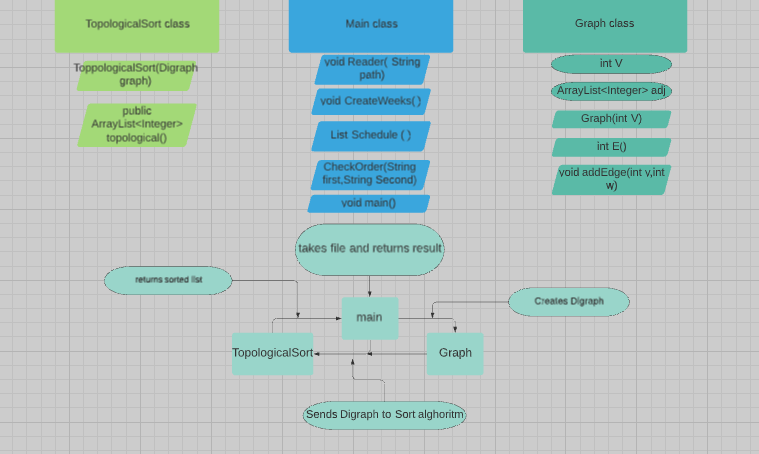 TopologicalSort class
ToppologicalSort(Digraph
graph)
public
ArrayList<Integer>
topological()
Main class
void Reader( String
path)
void CreateWeeks( )
List Schedule ( )
CheckOrder(String
first,String Second)
void main()
Graph class
int V
ArrayList<Integer> adj
Graph(int V)
int E()
void addEdge(int v,int
w)
takes file and returns result
returns sorted list
main
Creates Digraph
TopologicalSort
Graph
Sends Digraph to Sort alghoritm